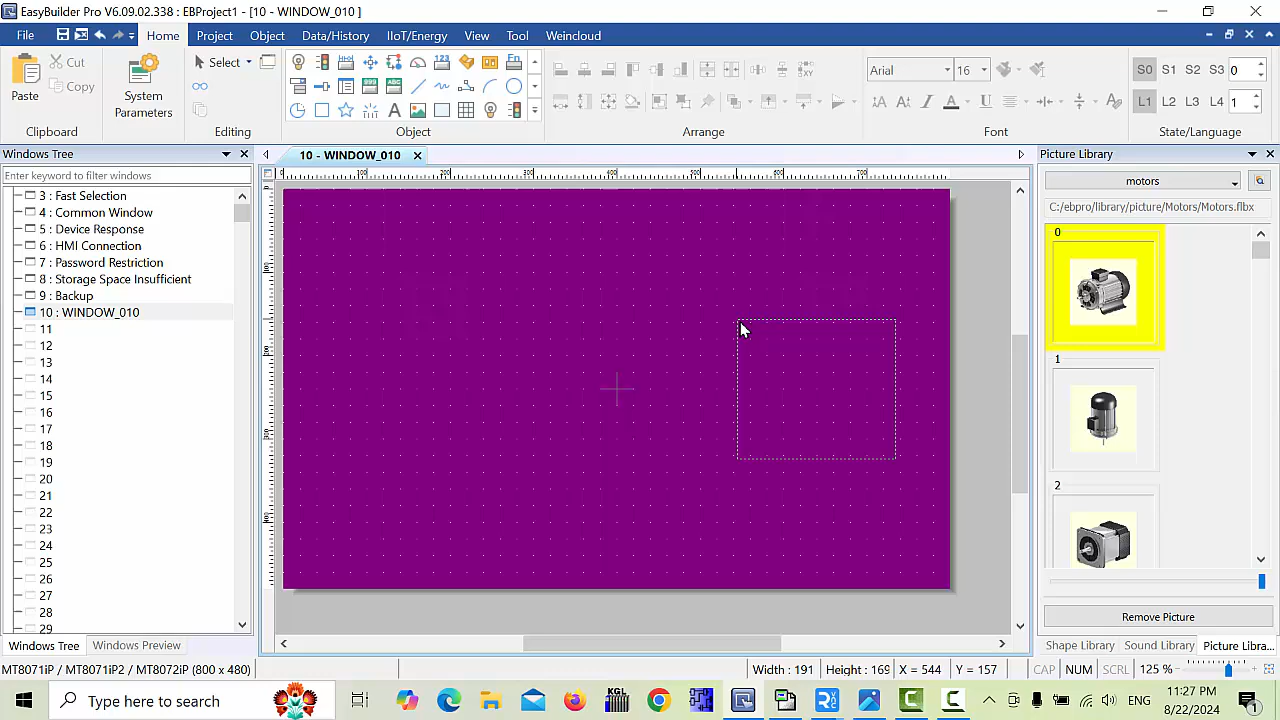 EasyBuilder Pro V6.09.02.338 : EBProject1 - [10 - WINDOW_010 ]
File Home Project Object Data/History IIoT/Energy View Tool Weincloud
Paste Cut Copy
System Parameters
Select
Arial 16
S0 S1 S2 S3
L1 L2 L3 L4 1
Clipboard Editing Object Arrange Font State/Language
Windows Tree
Enter keyword to filter windows
3 : Fast Selection
4 : Common Window
5 : Device Response
6 : HMI Connection
7 : Password Restriction
8 : Storage Space Insufficient
9 : Backup
10 : WINDOW_010
11
12
13
14
15
16
17
18
19
20
21
22
23
24
25
26
27
28
29
Windows Tree Windows Preview
10 - WINDOW_010
Picture Library
motors
C:/ebpro/library/picture/Motors/Motors.flbx
0
1
2
Remove Picture
Shape Library Sound Library Picture Libra...
MT8071iP / MT8071iP2 / MT8072iP (800 x 480) Width : 191 Height : 169 X = 544 Y = 157 CAP NUM SCRL 125 %
Type here to search
ENG
11:27 PM
8/22/2024